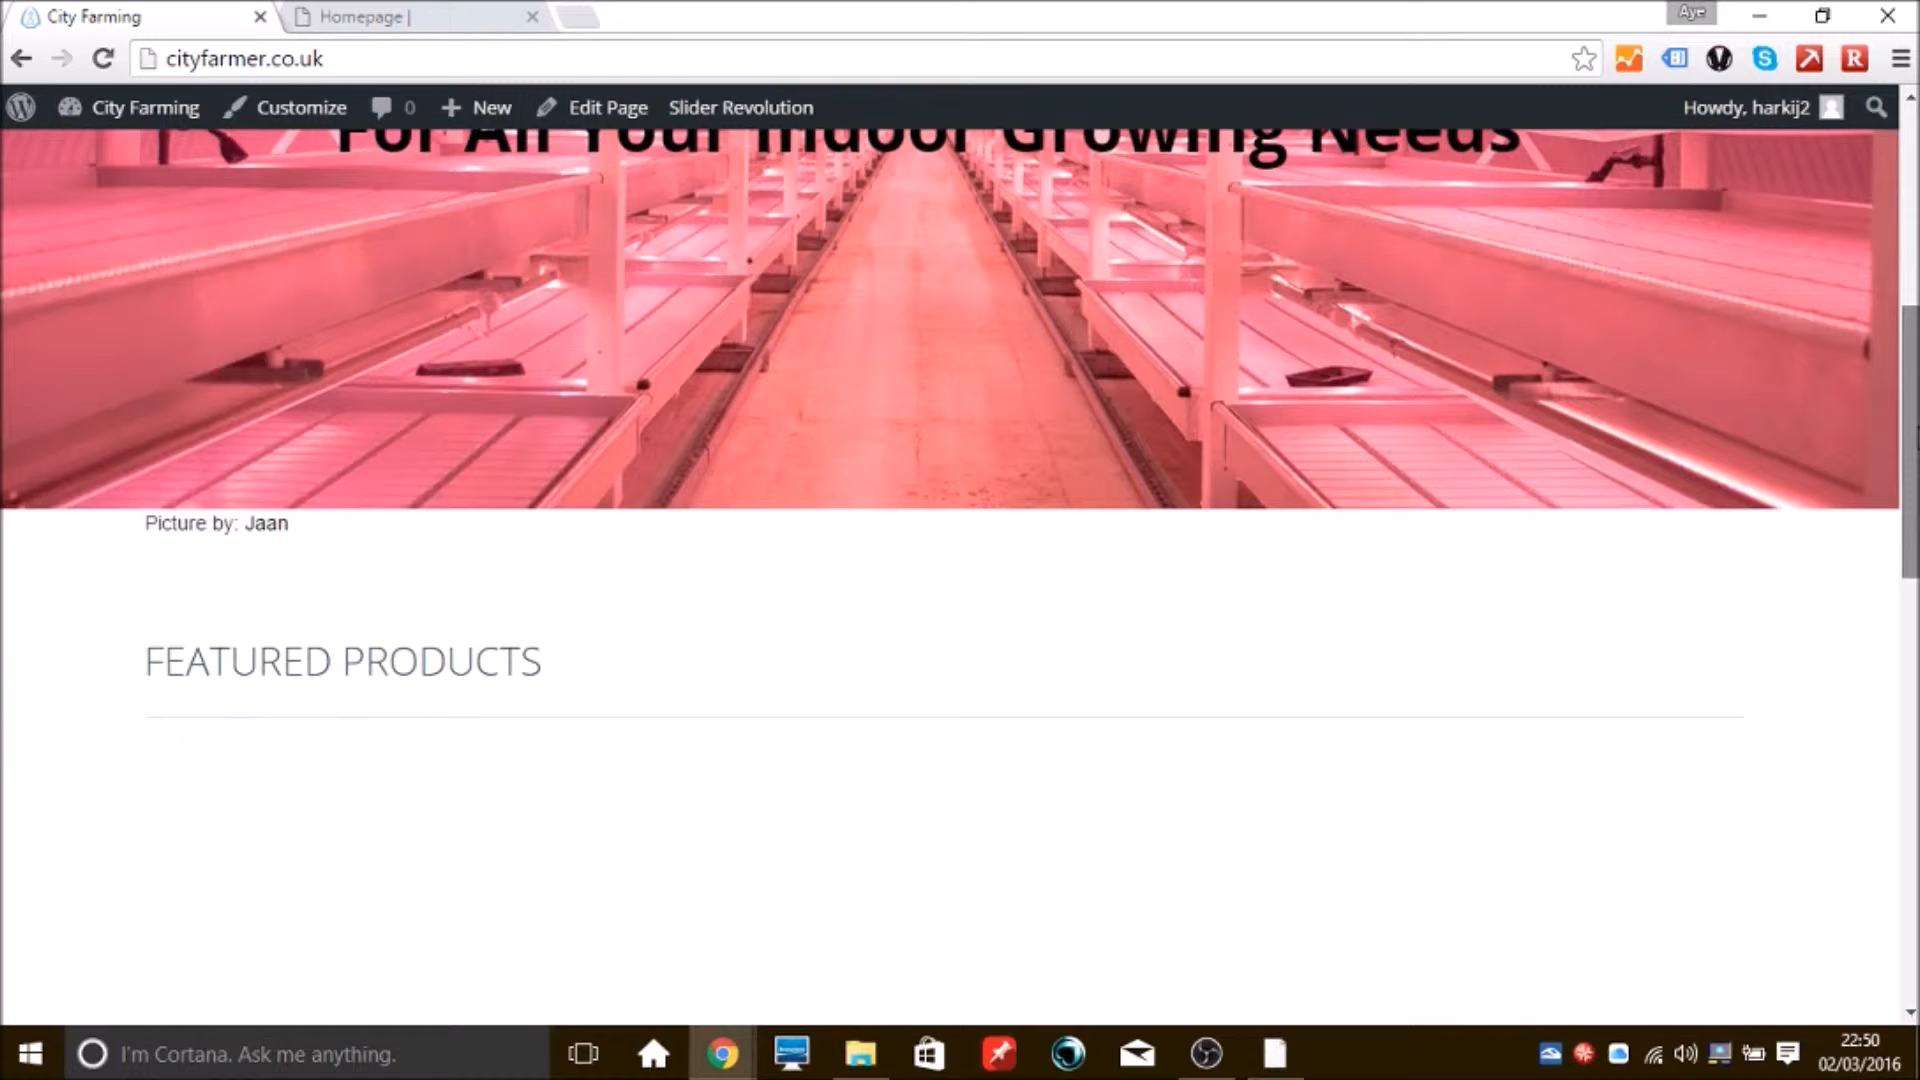 City Farming
Homepage |
Aye
cityfarmer.co.uk
City Farming Customize 0 New Edit Page Slider Revolution Howdy, harkij2
For All Your Indoor Growing Needs
Picture by: Jaan
FEATURED PRODUCTS
I'm Cortana. Ask me anything.
22:50
02/03/2016